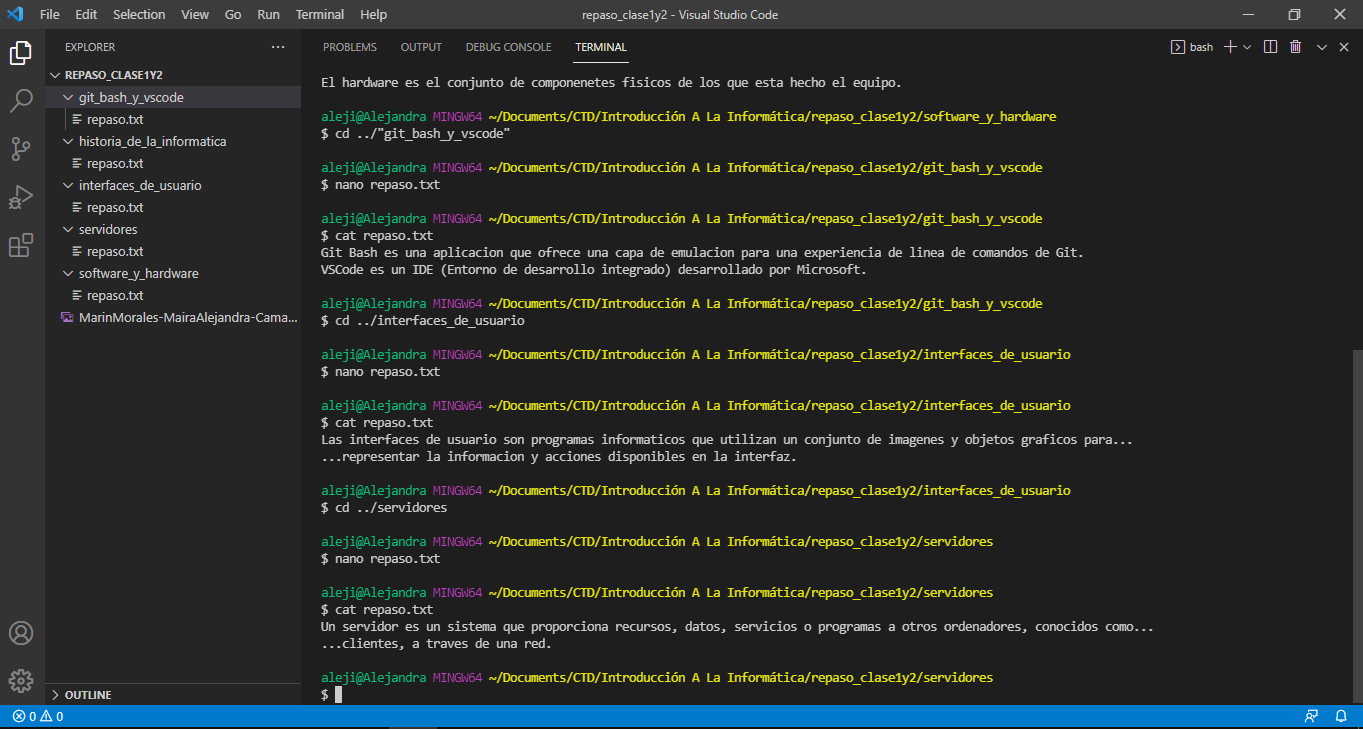 File Edit Selection View Go Run Terminal Help repaso_clase1y2 - Visual Studio Code
EXPLORER
REPASO_CLASE1Y2
git_bash_y_vscode
repaso.txt
historia_de_la_informatica
repaso.txt
interfaces_de_usuario
repaso.txt
servidores
repaso.txt
software_y_hardware
repaso.txt
MarinMorales-MairaAlejandra-Cama...
OUTLINE
PROBLEMS OUTPUT DEBUG CONSOLE TERMINAL bash
El hardware es el conjunto de componenetes fisicos de los que esta hecho el equipo.
aleji@Alejandra MINGW64 ~/Documents/CTD/Introducción A La Informática/repaso_clase1y2/software_y_hardware
$ cd ../"git_bash_y_vscode"
aleji@Alejandra MINGW64 ~/Documents/CTD/Introducción A La Informática/repaso_clase1y2/git_bash_y_vscode
$ nano repaso.txt
aleji@Alejandra MINGW64 ~/Documents/CTD/Introducción A La Informática/repaso_clase1y2/git_bash_y_vscode
$ cat repaso.txt
Git Bash es una aplicacion que ofrece una capa de emulacion para una experiencia de linea de comandos de Git.
VSCode es un IDE (Entorno de desarrollo integrado) desarrollado por Microsoft.
aleji@Alejandra MINGW64 ~/Documents/CTD/Introducción A La Informática/repaso_clase1y2/git_bash_y_vscode
$ cd ../interfaces_de_usuario
aleji@Alejandra MINGW64 ~/Documents/CTD/Introducción A La Informática/repaso_clase1y2/interfaces_de_usuario
$ nano repaso.txt
aleji@Alejandra MINGW64 ~/Documents/CTD/Introducción A La Informática/repaso_clase1y2/interfaces_de_usuario
$ cat repaso.txt
Las interfaces de usuario son programas informaticos que utilizan un conjunto de imagenes y objetos graficos para...
...representar la informacion y acciones disponibles en la interfaz.
aleji@Alejandra MINGW64 ~/Documents/CTD/Introducción A La Informática/repaso_clase1y2/interfaces_de_usuario
$ cd ../servidores
aleji@Alejandra MINGW64 ~/Documents/CTD/Introducción A La Informática/repaso_clase1y2/servidores
$ nano repaso.txt
aleji@Alejandra MINGW64 ~/Documents/CTD/Introducción A La Informática/repaso_clase1y2/servidores
$ cat repaso.txt
Un servidor es un sistema que proporciona recursos, datos, servicios o programas a otros ordenadores, conocidos como...
...clientes, a traves de una red.
aleji@Alejandra MINGW64 ~/Documents/CTD/Introducción A La Informática/repaso_clase1y2/servidores
$
0 0